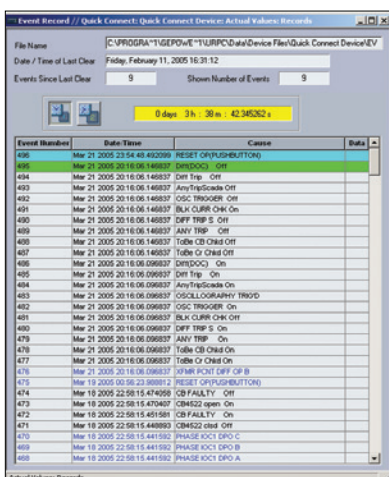 Event Record // Quick Connect: Quick Connect Device: Actual Values: Records
File Name C:\PROGRA~1\GEPOWE~1\URPC\Data\Device Files\Quick Connect Device\EV
Date / Time of Last Clear Friday, February 11, 2005 16:31:12
Events Since Last Clear 9 Shown Number of Events 9
0 days 3 h : 38 m : 42.345262 s
Event Number Date/Time Cause Data
496 Mar 21 2005 23:54:48.492099 RESET OP(PUSHBUTTON)
495 Mar 21 2005 20:16:06.146837 Diff(DOC) Off
494 Mar 21 2005 20:16:06.146837 Diff Trip Off
493 Mar 21 2005 20:16:06.146837 AnyTripScada Off
492 Mar 21 2005 20:16:06.146837 OSC TRIGGER Off
491 Mar 21 2005 20:16:06.146837 BLK CURR CHK On
490 Mar 21 2005 20:16:06.146837 DIFF TRIP S Off
489 Mar 21 2005 20:16:06.146837 ANY TRIP Off
488 Mar 21 2005 20:16:06.146837 ToBe CB Chkd Off
487 Mar 21 2005 20:16:06.146837 ToBe Cr Chkd Off
486 Mar 21 2005 20:16:06.096837 Diff(DOC) On
485 Mar 21 2005 20:16:06.096837 Diff Trip On
484 Mar 21 2005 20:16:06.096837 AnyTripScada On
483 Mar 21 2005 20:16:06.096837 OSCILLOGRAPHY TRIG'D
482 Mar 21 2005 20:16:06.096837 OSC TRIGGER On
481 Mar 21 2005 20:16:06.096837 BLK CURR CHK Off
480 Mar 21 2005 20:16:06.096837 DIFF TRIP S On
479 Mar 21 2005 20:16:06.096837 ANY TRIP On
478 Mar 21 2005 20:16:06.096837 ToBe CB Chkd On
477 Mar 21 2005 20:16:06.096837 ToBe Cr Chkd On
476 Mar 21 2005 20:16:06.096837 XFMR PCNT DIFF OP B
475 Mar 19 2005 00:56:23.988812 RESET OP(PUSHBUTTON)
474 Mar 18 2005 22:58:15.474058 CB FAULTY Off
473 Mar 18 2005 22:58:15.470407 CB4522 open On
472 Mar 18 2005 22:58:15.451581 CB FAULTY On
471 Mar 18 2005 22:58:15.448893 CB4522 clsd Off
470 Mar 18 2005 22:58:15.441592 PHASE IOC1 DPO C
469 Mar 18 2005 22:58:15.441592 PHASE IOC1 DPO B
468 Mar 18 2005 22:58:15.441592 PHASE IOC1 DPO A
Actual Values: Records